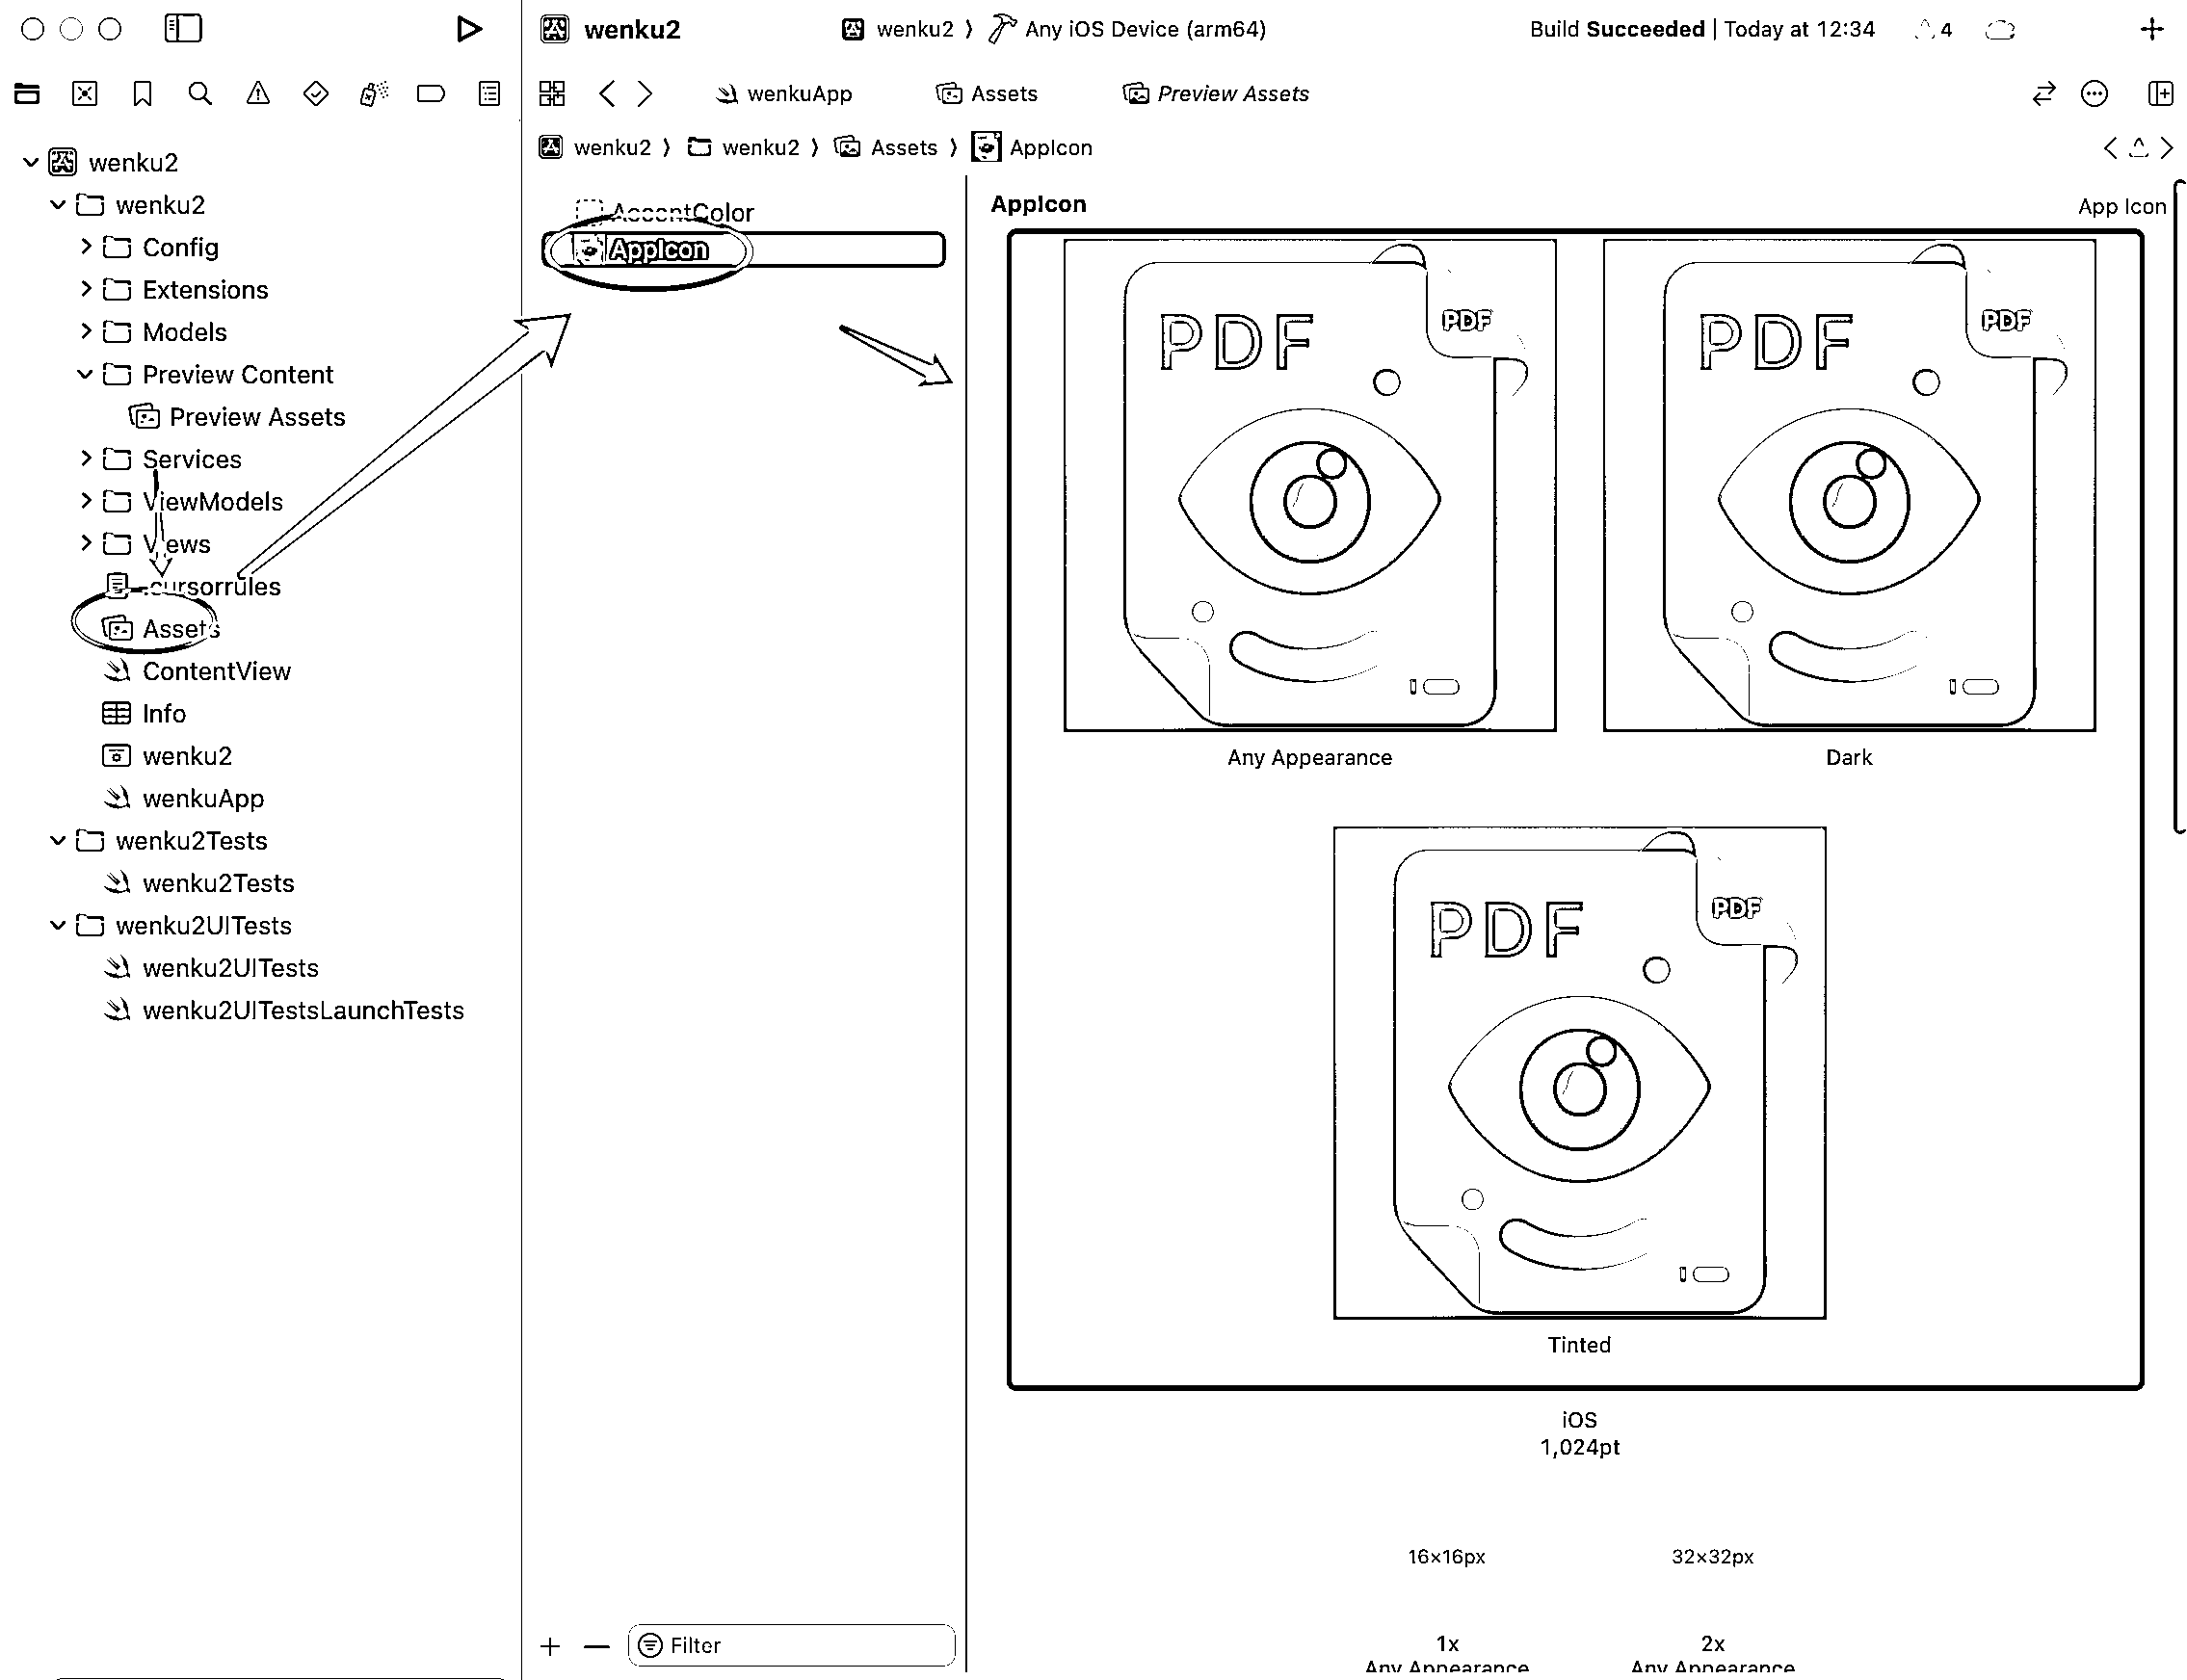 wenku2
wenku2 〉 Any iOS Device (arm64)
Build Succeeded | Today at 12:34
4
wenkuApp
Assets
Preview Assets
wenku2 〉 wenku2 〉 Assets 〉 AppIcon
wenku2
wenku2
Config
Extensions
Models
Preview Content
Preview Assets
Services
ViewModels
Views
.cursorrules
Assets
ContentView
Info
wenku2
wenkuApp
wenku2Tests
wenku2Tests
wenku2UITests
wenku2UITests
wenku2UITestsLaunchTests
AccentColor
AppIcon
Filter
AppIcon
App Icon
PDF
PDF
PDF
PDF
Any Appearance
Dark
PDF
PDF
Tinted
iOS
1,024pt
16×16px
32×32px
1x
2x
Any Appearance
Any Appearance